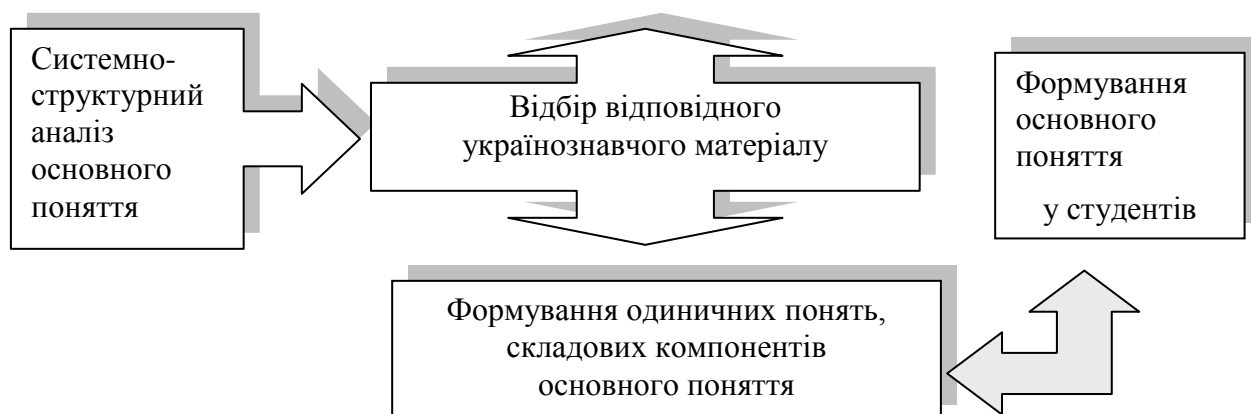 Системно-
структурний
аналіз
основного
поняття
Відбір відповідного
українознавчого матеріалу
Формування
основного
поняття
у студентів
Формування одиничних понять,
складових компонентів
основного поняття